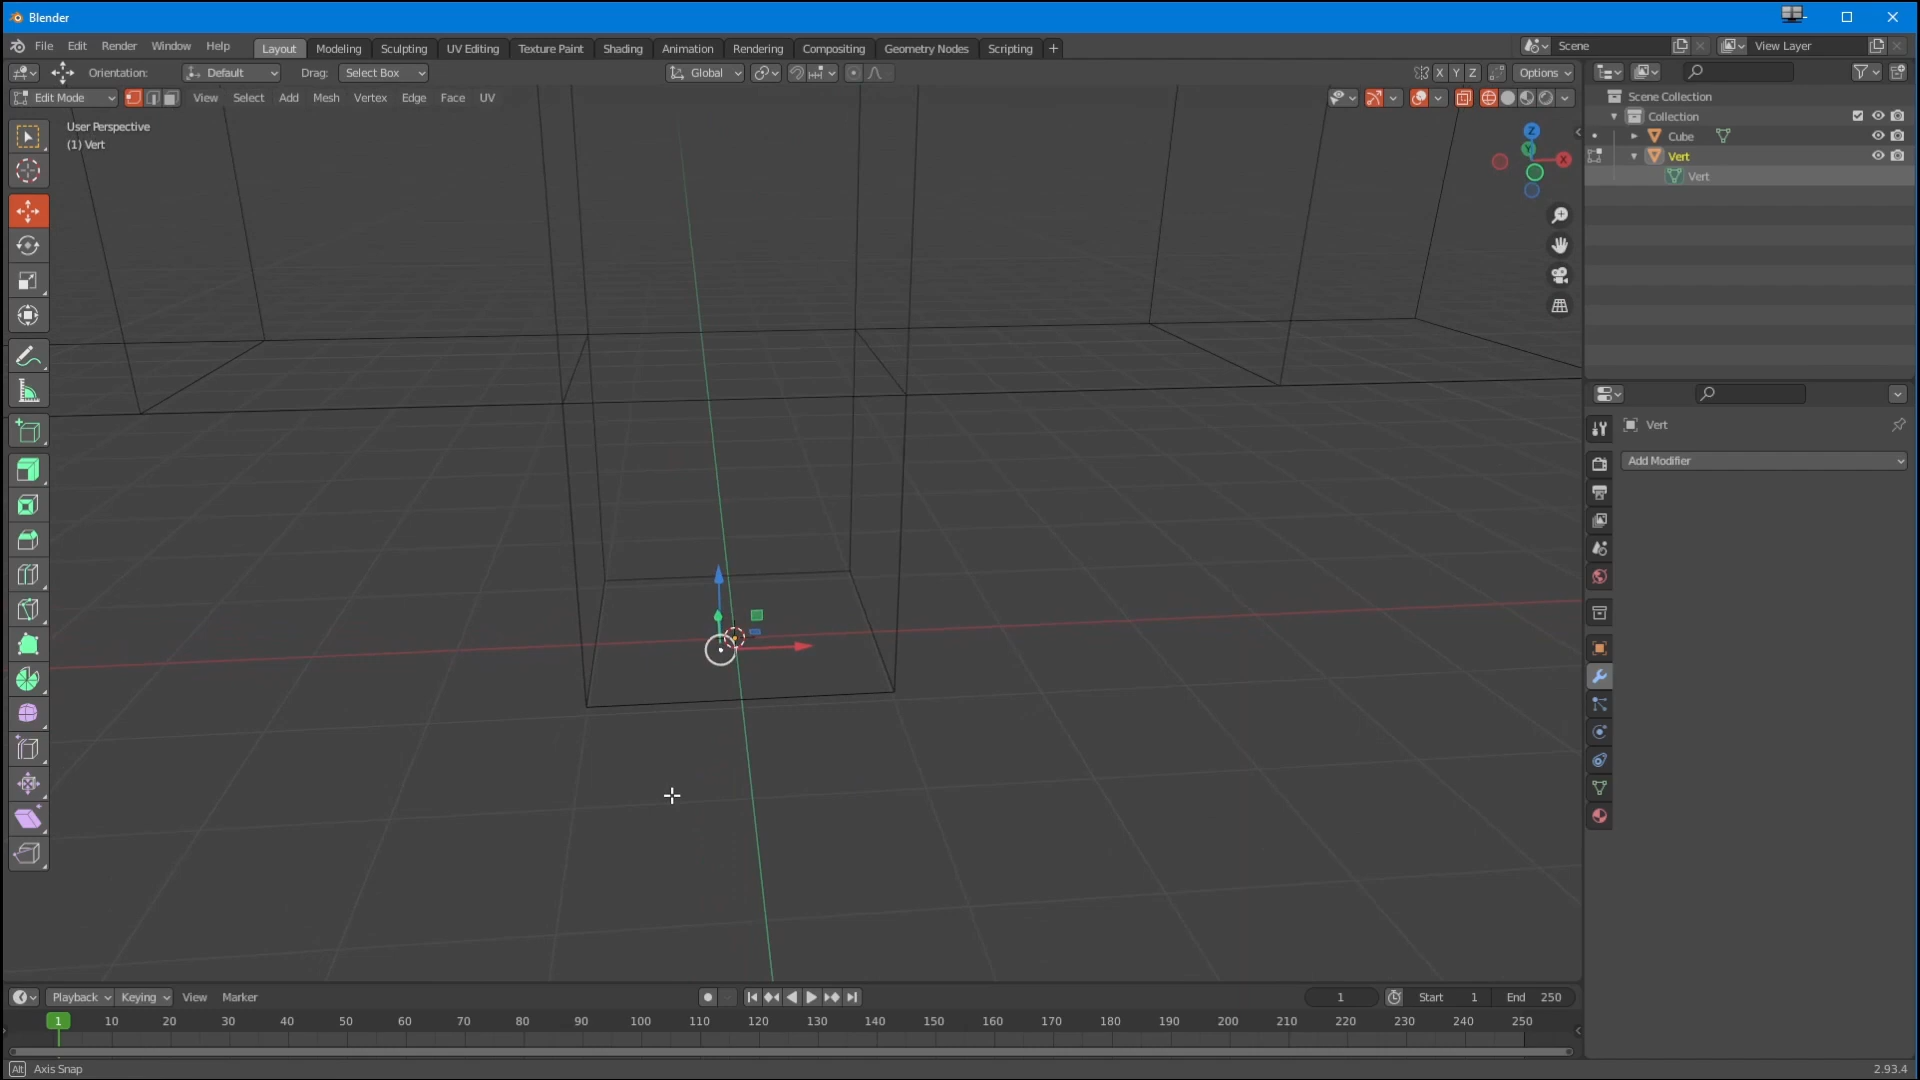 Blender
File Edit Render Window Help Layout Modeling Sculpting UV Editing Texture Paint Shading Animation Rendering Compositing Geometry Nodes Scripting + Scene View Layer
Orientation: Default Drag: Select Box Global X Y Z Options
Edit Mode View Select Add Mesh Vertex Edge Face UV
User Perspective
(1) Vert
Z
Y
X
Scene Collection
Collection
Cube
Vert
Vert
Vert
Add Modifier
Playback Keying View Marker 1 Start 1 End 250
1 10 20 30 40 50 60 70 80 90 100 110 120 130 140 150 160 170 180 190 200 210 220 230 240 250
Alt Axis Snap 2.93.4